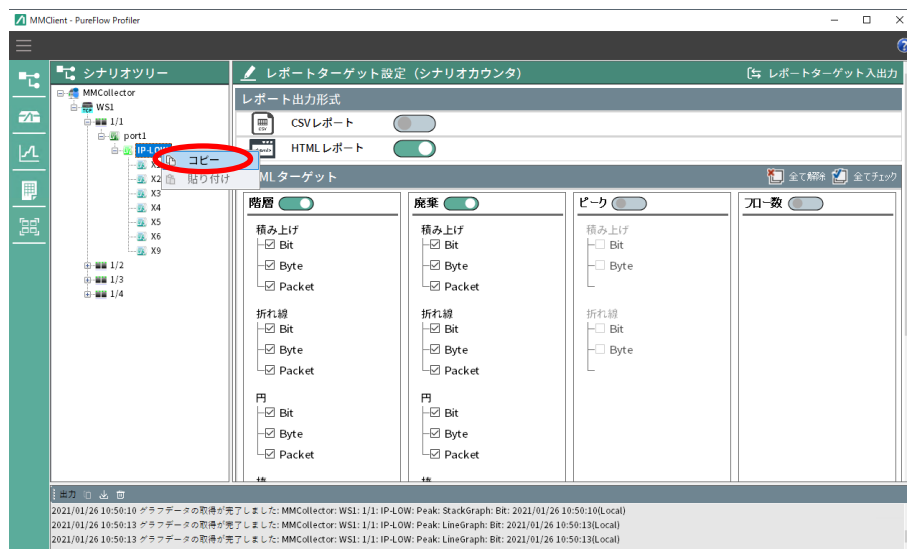 MMClient - PureFlow Profiler
シナリオツリー
レポートターゲット設定（シナリオカウンタ）
レポートターゲット入出力
MMCollector
WS1
1/1
port1
IP-LOW
コピー
貼り付け
X2
X3
X4
X5
X6
X9
1/2
1/3
1/4
レポート出力形式
CSVレポート
HTMLレポート
MLターゲット
全て解除
全てチェック
階層
積み上げ
Bit
Byte
Packet
折れ線
Bit
Byte
Packet
円
Bit
Byte
Packet
廃棄
積み上げ
Bit
Byte
Packet
折れ線
Bit
Byte
Packet
円
Bit
Byte
Packet
ピーク
積み上げ
Bit
Byte
折れ線
Bit
Byte
フロー数
出力
2021/01/26 10:50:10 グラフデータの取得が完了しました: MMCollector: WS1: 1/1: IP-LOW: Peak: StackGraph: Bit: 2021/01/26 10:50:10(Local)
2021/01/26 10:50:13 グラフデータの取得が完了しました: MMCollector: WS1: 1/1: IP-LOW: Peak: LineGraph: Bit: 2021/01/26 10:50:13(Local)
2021/01/26 10:50:13 グラフデータの取得が完了しました: MMCollector: WS1: 1/1: IP-LOW: Peak: LineGraph: Bit: 2021/01/26 10:50:13(Local)